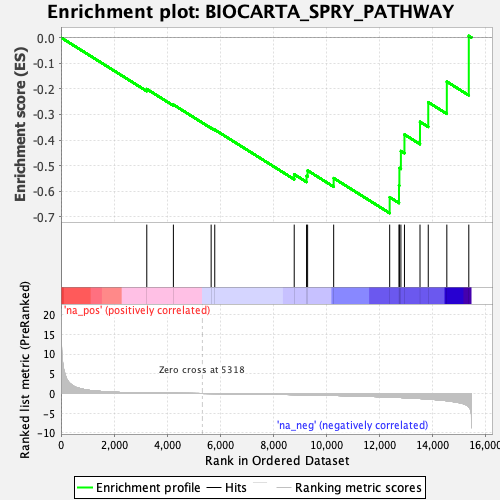 Enrichment plot: BIOCARTA_SPRY_PATHWAY
Enrichment score (ES)
0.0
-0.1
-0.2
-0.3
-0.4
-0.5
-0.6
-0.7
'na_pos' (positively correlated)
Ranked list metric (PreRanked)
20
15
10
5
0
-5
-10
Zero cross at 5318
'na_neg' (negatively correlated)
0 2,000 4,000 6,000 8,000 10,000 12,000 14,000 16,000
Rank in Ordered Dataset
Enrichment profile Hits Ranking metric scores